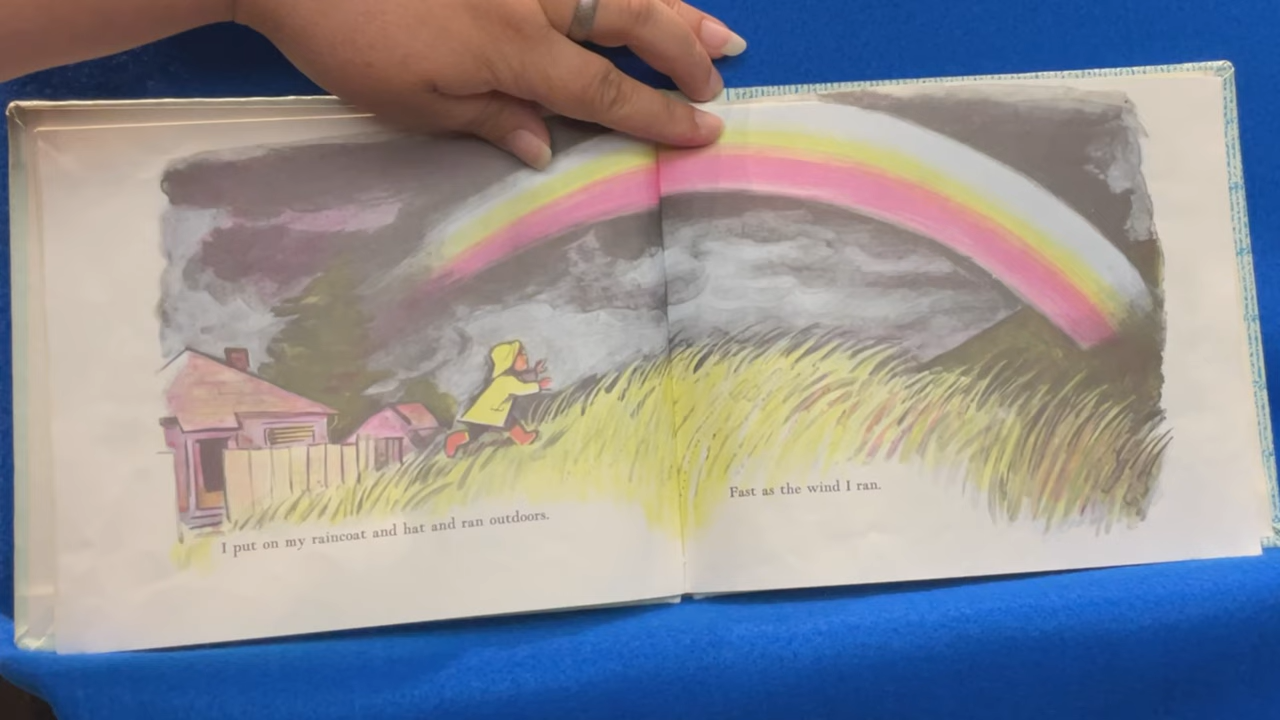 I put on my raincoat and hat and ran outdoors.
Fast as the wind I ran.